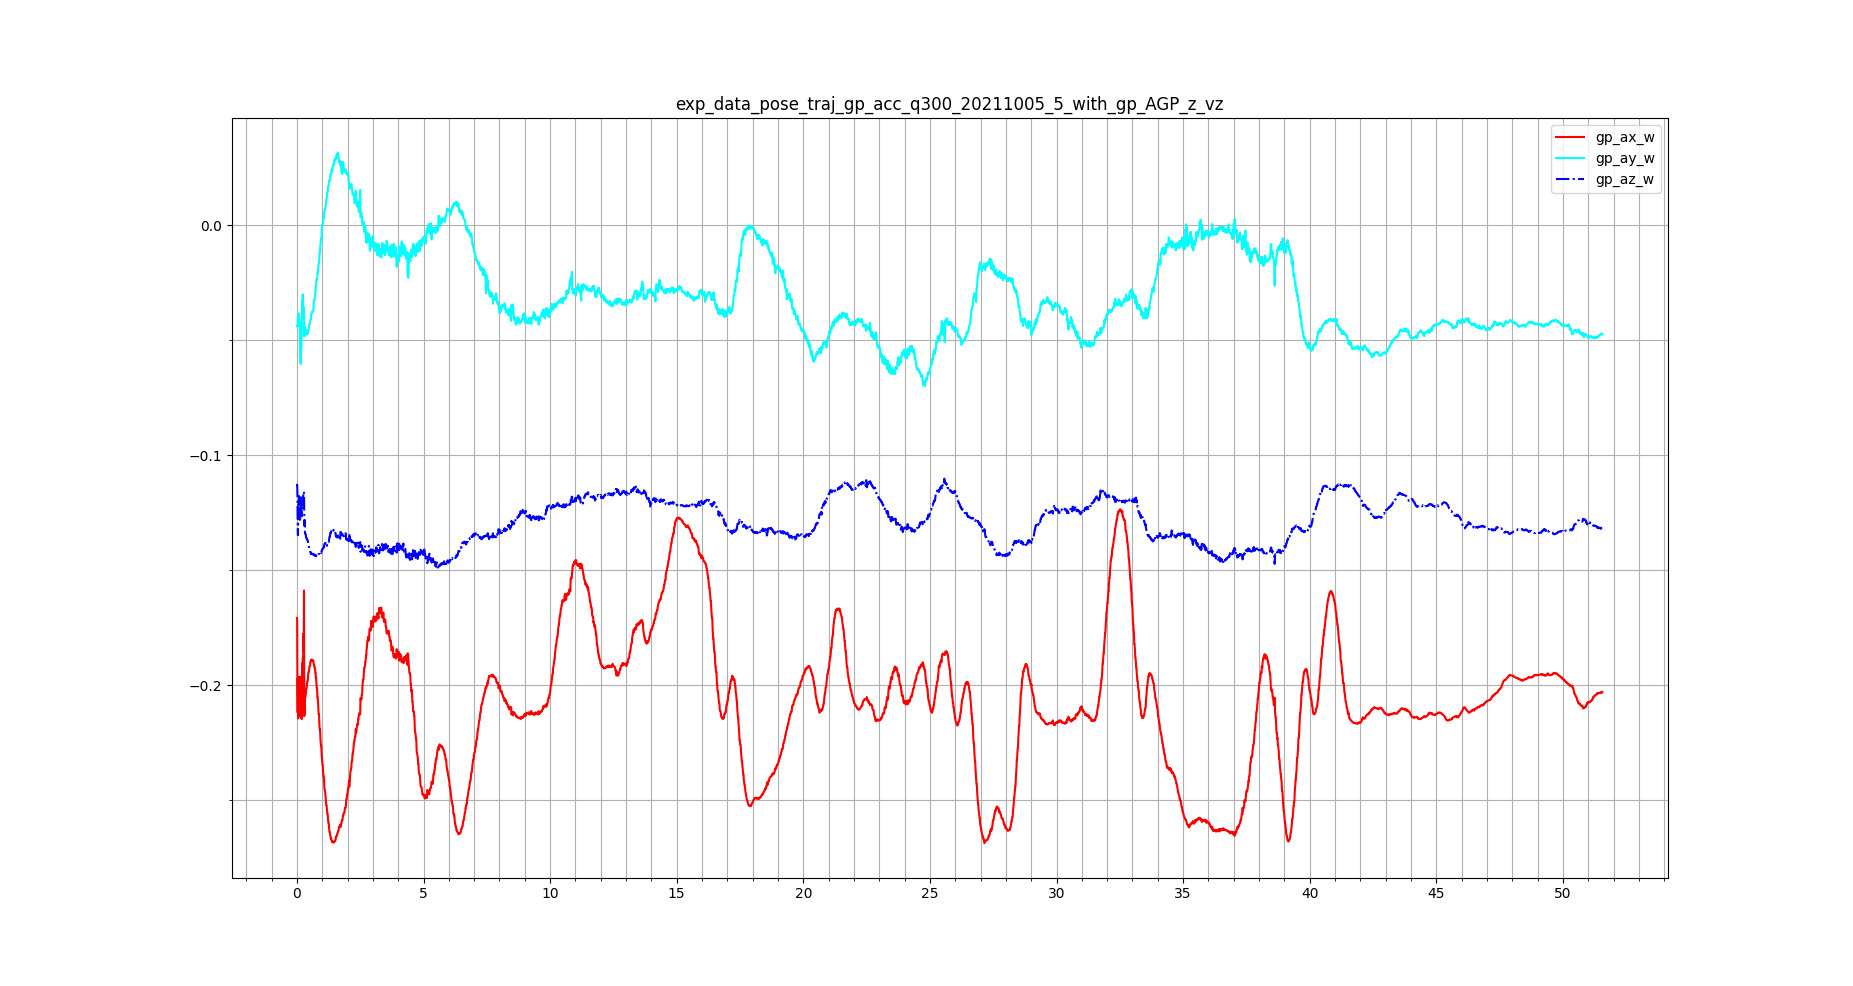 exp_data_pose_traj_gp_acc_q300_20211005_5_with_gp_AGP_z_vz
gp_ax_w
gp_ay_w
gp_az_w
0.0
−0.1
−0.2
0 5 10 15 20 25 30 35 40 45 50